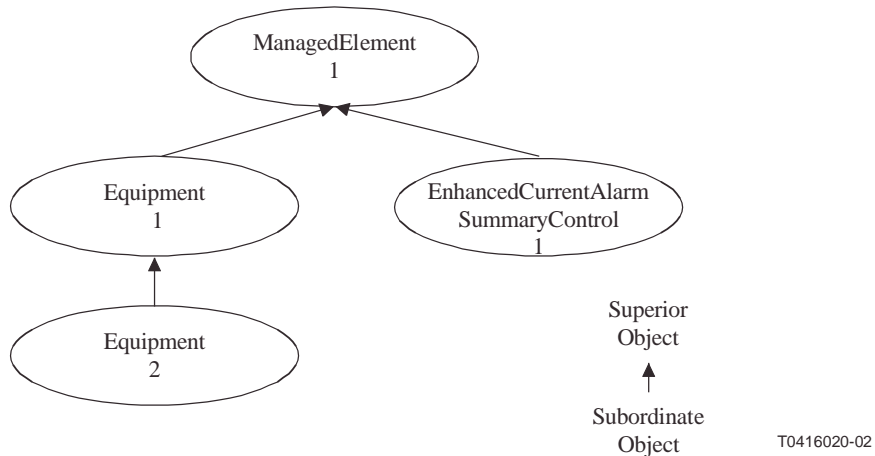 ManagedElement
1
Equipment
1
EnhancedCurrentAlarm
SummaryControl
1
Equipment
2
Superior
Object
Subordinate
Object
T0416020-02